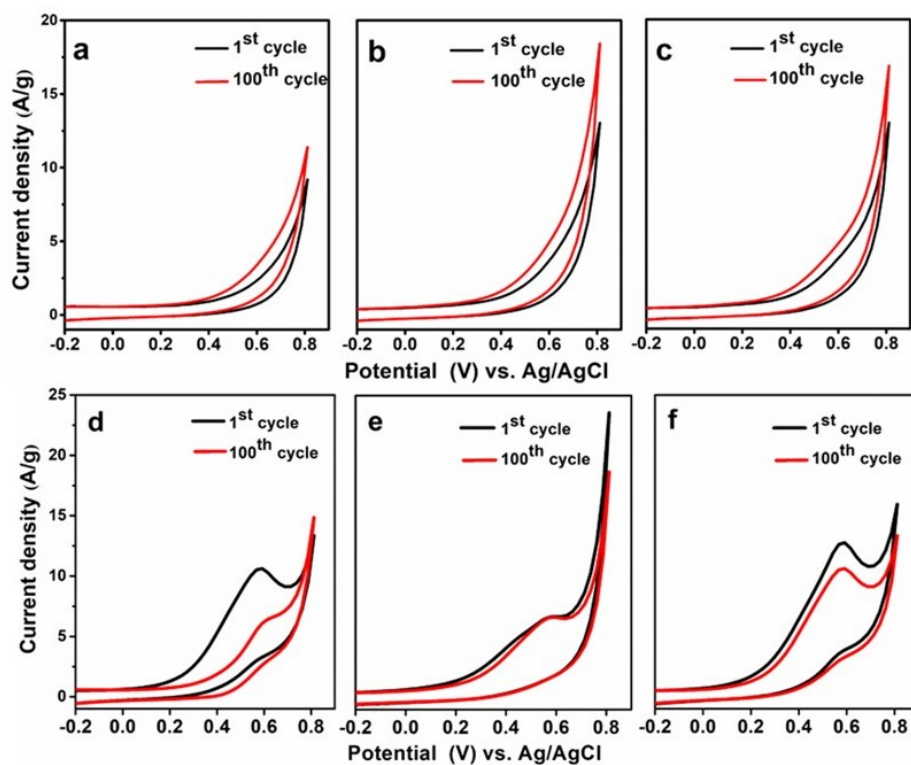 20
15
10
5
0
Current density (A/g)
a
1st cycle
100th cycle
b
1st cycle
100th cycle
c
1st cycle
100th cycle
-0.2 0.0 0.2 0.4 0.6 0.8
-0.2 0.0 0.2 0.4 0.6 0.8
-0.2 0.0 0.2 0.4 0.6 0.8
Potential (V) vs. Ag/AgCl
25
20
15
10
5
0
Current density (A/g)
d
1st cycle
100th cycle
e
1st cycle
100th cycle
f
1st cycle
100th cycle
-0.2 0.0 0.2 0.4 0.6 0.8
-0.2 0.0 0.2 0.4 0.6 0.8
-0.2 0.0 0.2 0.4 0.6 0.8
Potential (V) vs. Ag/AgCl